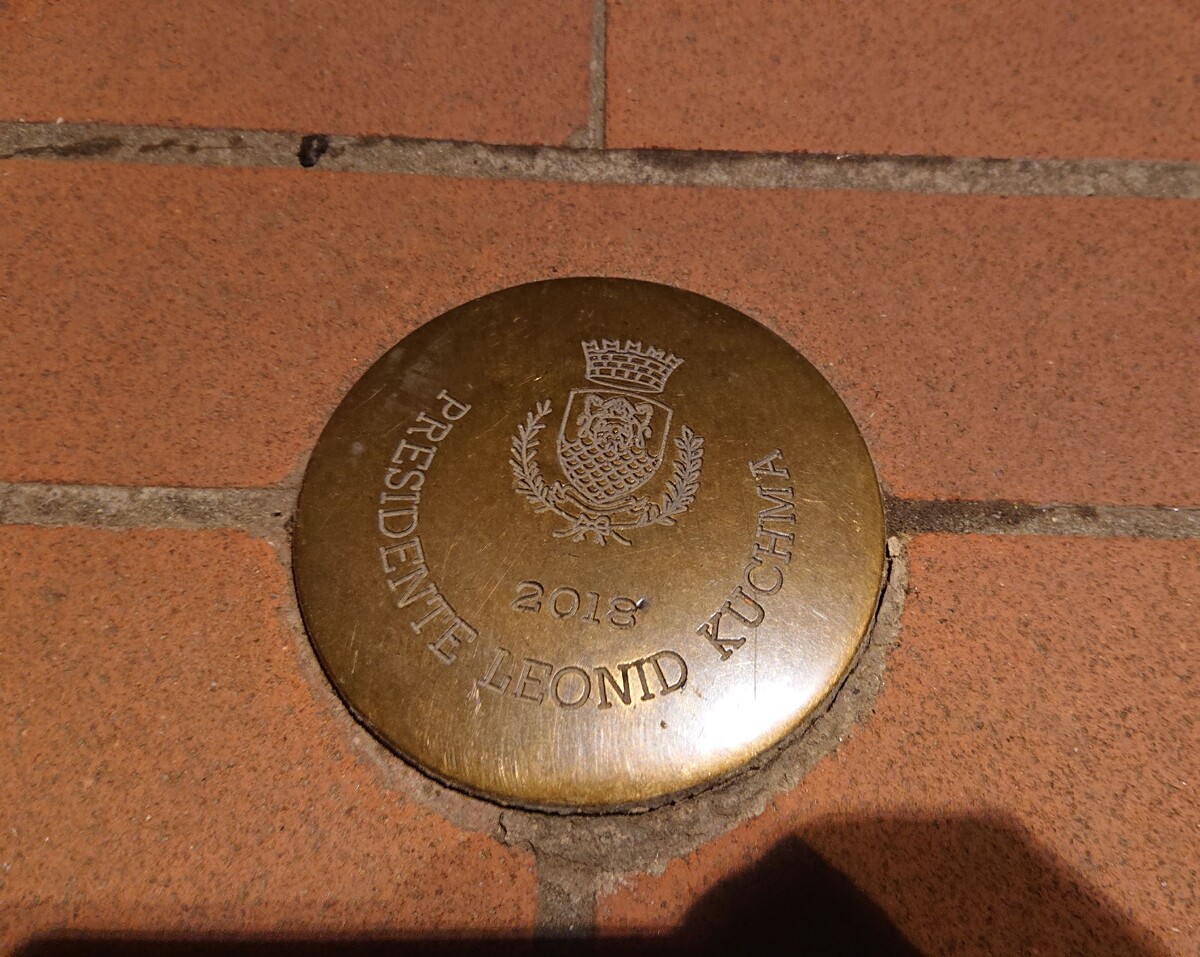 2018
PRESIDENTE LEONID KUCHMA